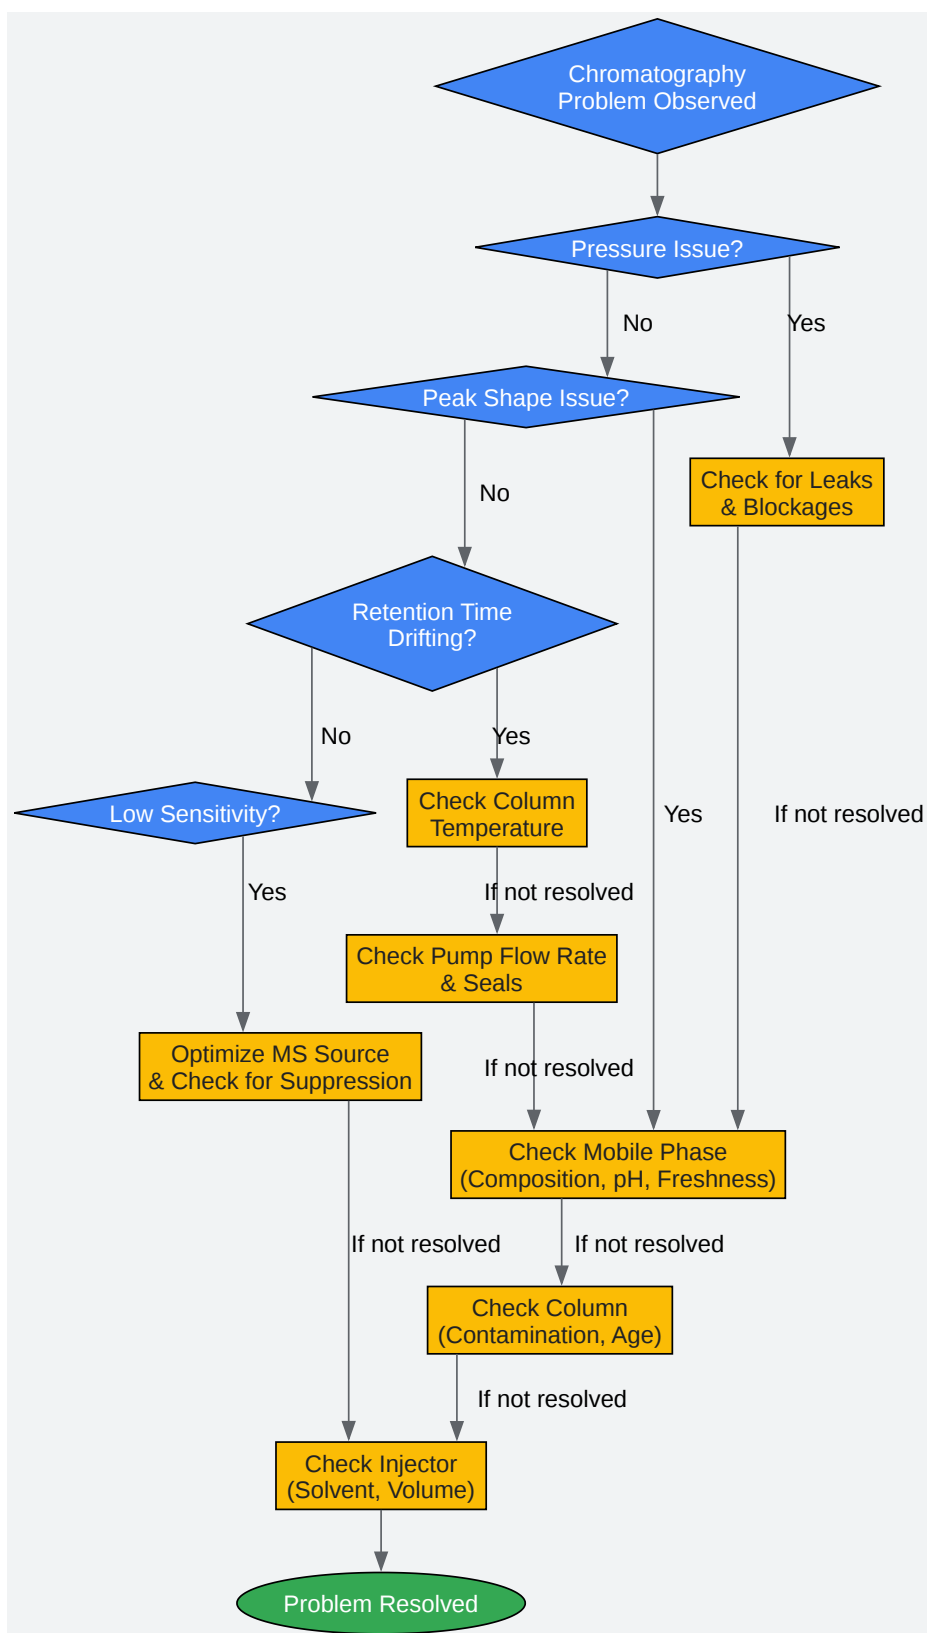 Chromatography
Problem Observed
Pressure Issue?
No
Yes
Peak Shape Issue?
Check for Leaks
& Blockages
No
Retention Time
Drifting?
No
Yes
Low Sensitivity?
Check Column
Temperature
Yes
If not resolved
Yes
If not resolved
Check Pump Flow Rate
& Seals
Optimize MS Source
& Check for Suppression
If not resolved
Check Mobile Phase
(Composition, pH, Freshness)
If not resolved
If not resolved
Check Column
(Contamination, Age)
If not resolved
Check Injector
(Solvent, Volume)
Problem Resolved